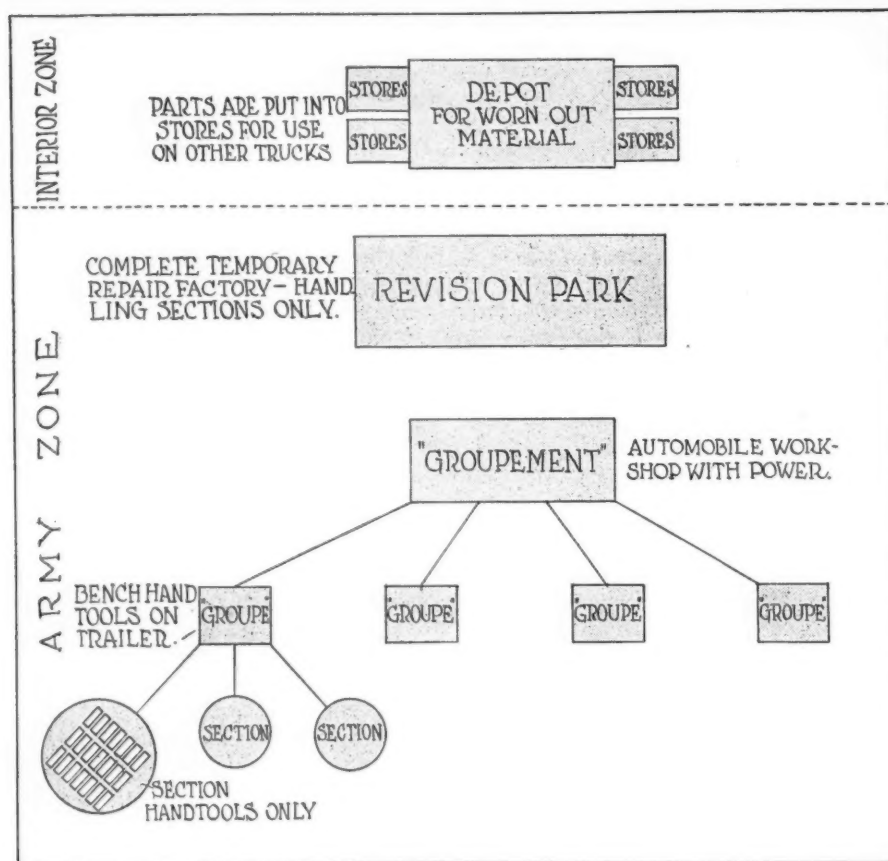 INTERIOR ZONE
PARTS ARE PUT INTO
STORES FOR USE
ON OTHER TRUCKS
STORES
STORES
DEPOT
FOR WORN OUT
MATERIAL
STORES
STORES
ARMY ZONE
COMPLETE TEMPORARY
REPAIR FACTORY – HAND
LING SECTIONS ONLY.
REVISION PARK
"GROUPEMENT"
AUTOMOBILE WORK-
SHOP WITH POWER.
BENCH HAND
TOOLS ON
TRAILER.
"GROUPE"
"GROUPE"
"GROUPE"
"GROUPE"
SECTION
SECTION
SECTION
HANDTOOLS ONLY